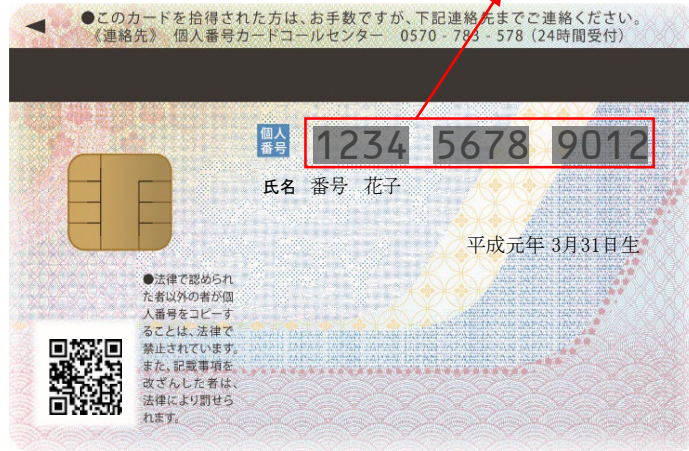 ●このカードを拾得された方は、お手数ですが、下記連絡先までご連絡ください。
《連絡先》 個人番号カードコールセンター 0570-783-578（24時間受付）
個人
番号
1234 5678 9012
氏名 番号 花子
平成元年 3月31日生
●法律で認められ
た者以外の者が個
人番号をコピーす
ることは、法律で
禁止されています。
また、記載事項を
改ざんした者は、
法律により罰せら
れます。